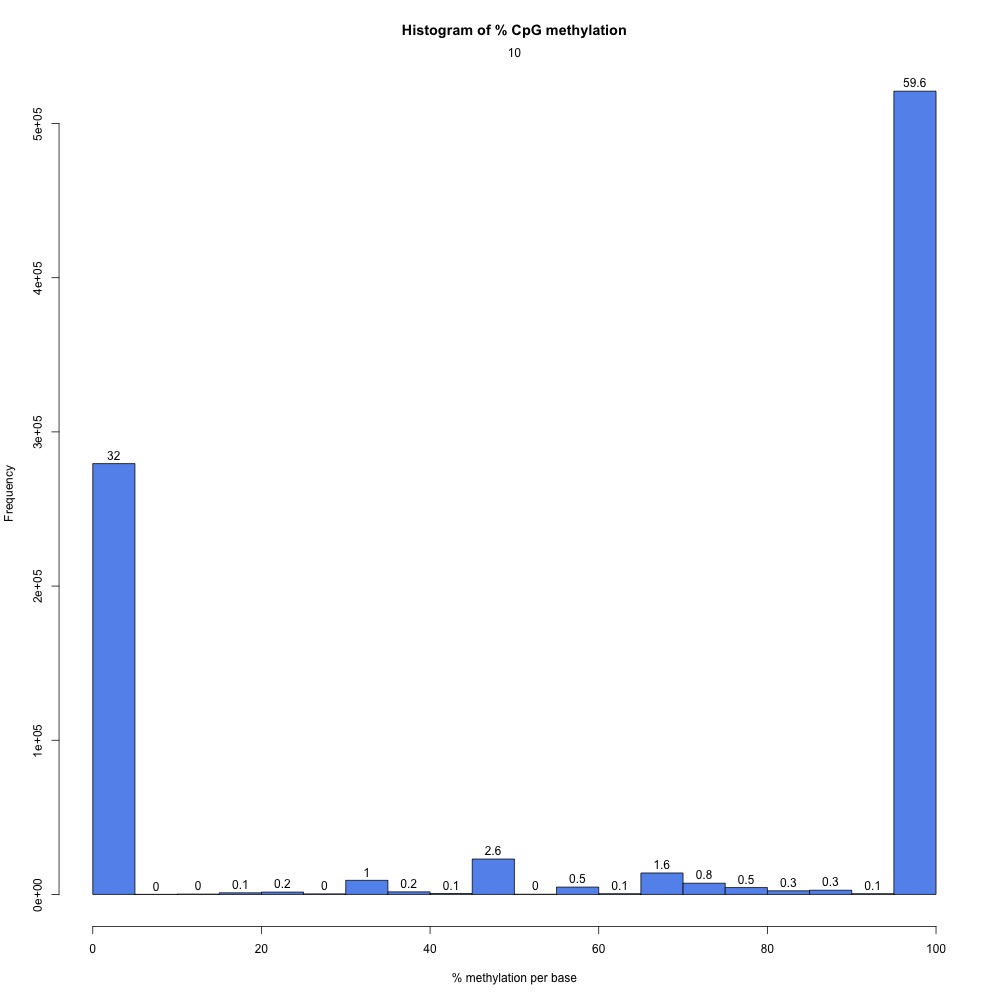 Histogram of % CpG methylation
10
59.6
5e+05
4e+05
3e+05
32
Frequency
2e+05
1e+05
2.6
1.6
1
0.8
0 0 0.1 0.2 0 0.2 0.1 0 0.5 0.1 0.5 0.3 0.3 0.1
0e+00
0 20 40 60 80 100
% methylation per base